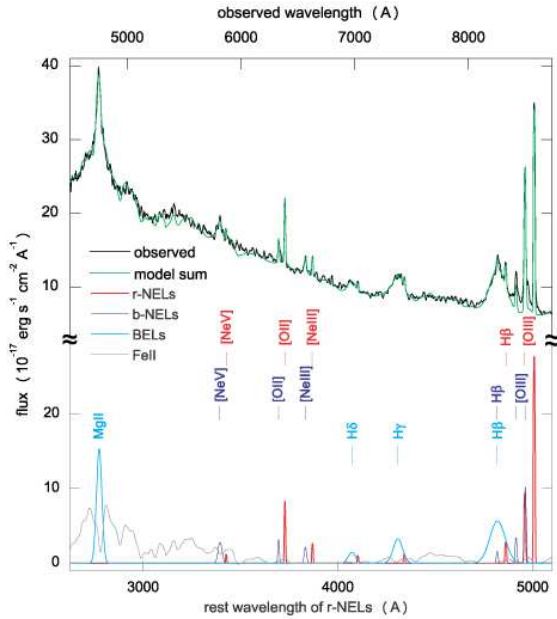 observed wavelength (A)
5000 6000 7000 8000
40
30
20
10
observed
model sum
r-NELs
b-NELs
BELs
FeII
[NeV]
[OII]
[NeIII]
Hβ
[OIII]
[NeV]
[OII]
[NeIII]
Hβ
[OIII]
MgII
Hδ
Hγ
Hβ
flux (10⁻¹⁷ erg s⁻¹ cm⁻² A⁻¹)
20
10
0
3000 4000 5000
rest wavelength of r-NELs (A)